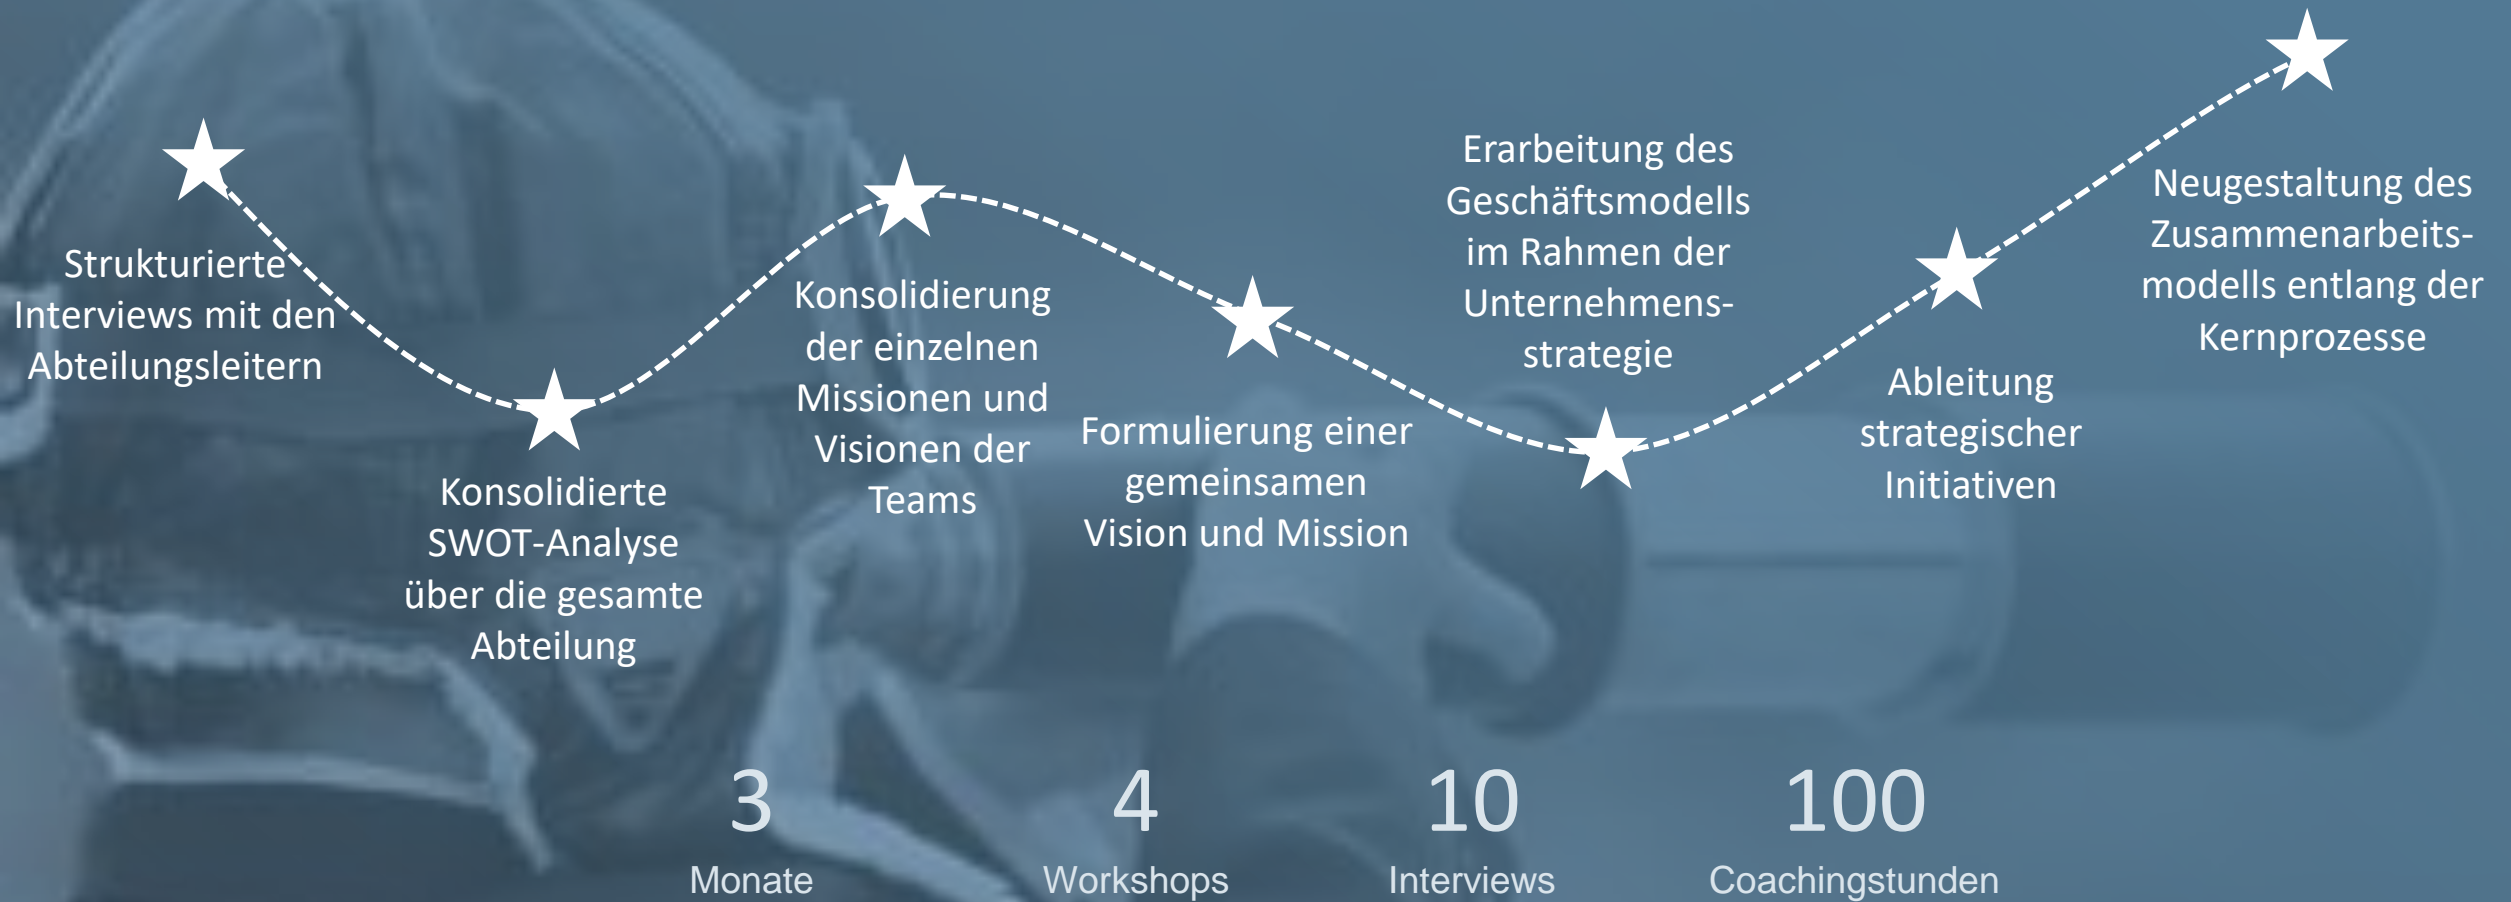 Strukturierte
Interviews mit den
Abteilungsleitern
Konsolidierte
SWOT-Analyse
über die gesamte
Abteilung
Konsolidierung
der einzelnen
Missionen und
Visionen der
Teams
Formulierung einer
gemeinsamen
Vision und Mission
Erarbeitung des
Geschäftsmodells
im Rahmen der
Unternehmens-
strategie
Ableitung
strategischer
Initiativen
Neugestaltung des
Zusammenarbeits-
modells entlang der
Kernprozesse
3
Monate
4
Workshops
10
Interviews
100
Coachingstunden